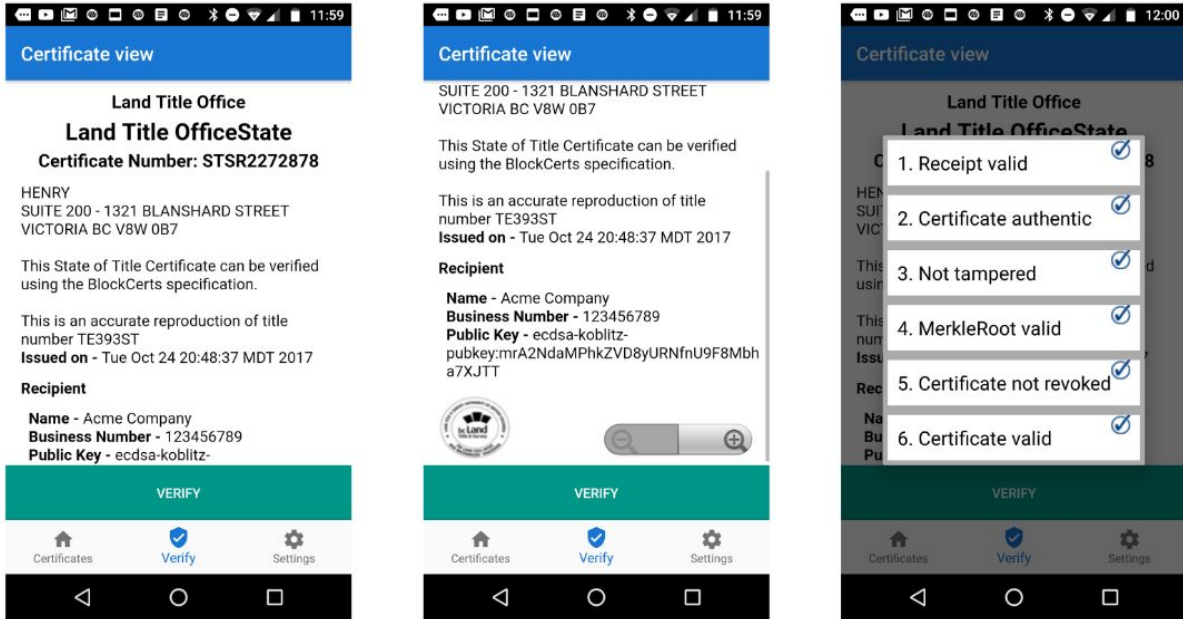 11:59
Certificate view
Land Title Office
Land Title OfficeState
Certificate Number: STSR2272878
HENRY
SUITE 200 - 1321 BLANSHARD STREET
VICTORIA BC V8W 0B7
This State of Title Certificate can be verified
using the BlockCerts specification.
This is an accurate reproduction of title
number TE393ST
Issued on - Tue Oct 24 20:48:37 MDT 2017
Recipient
Name - Acme Company
Business Number - 123456789
Public Key - ecdsa-koblitz-
VERIFY
Certificates
Verify
Settings
11:59
Certificate view
SUITE 200 - 1321 BLANSHARD STREET
VICTORIA BC V8W 0B7
This State of Title Certificate can be verified
using the BlockCerts specification.
This is an accurate reproduction of title
number TE393ST
Issued on - Tue Oct 24 20:48:37 MDT 2017
Recipient
Name - Acme Company
Business Number - 123456789
Public Key - ecdsa-koblitz-
pubkey:mrA2NdaMPhkZVD8yURNfnU9F8Mbh
a7XJTT
bc Land
Title & Survey
VERIFY
Certificates
Verify
Settings
12:00
Certificate view
Land Title Office
Land Title OfficeState
1. Receipt valid
2. Certificate authentic
3. Not tampered
4. MerkleRoot valid
5. Certificate not revoked
6. Certificate valid
VERIFY
Certificates
Verify
Settings